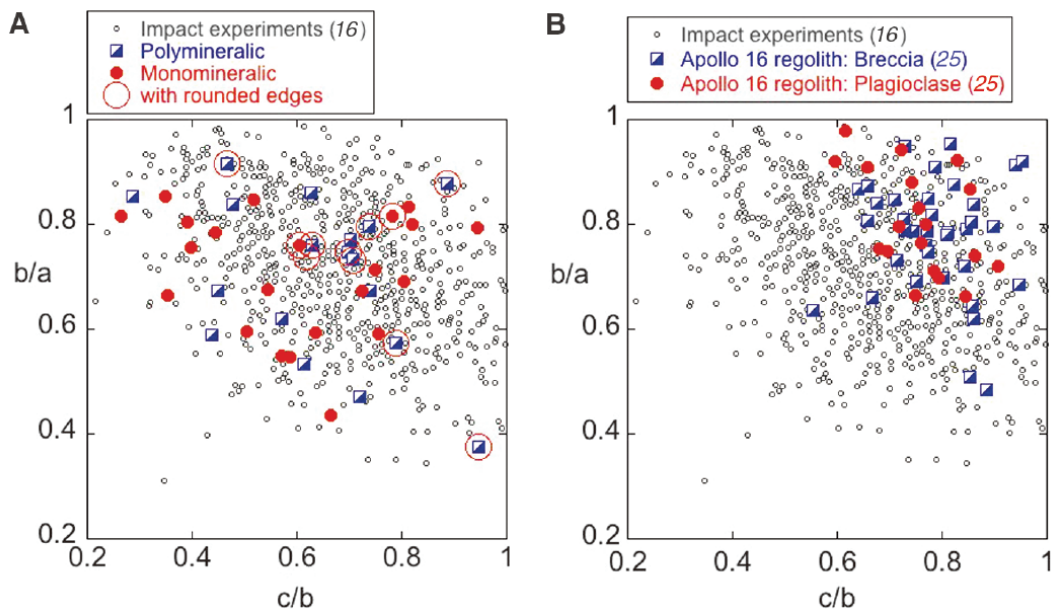 A
Impact experiments (16)
Polymineralic
Monomineralic
with rounded edges
1
0.8
b/a
0.6
0.4
0.2
0.2 0.4 0.6 0.8 1
c/b
B
Impact experiments (16)
Apollo 16 regolith: Breccia (25)
Apollo 16 regolith: Plagioclase (25)
1
0.8
b/a
0.6
0.4
0.2
0.2 0.4 0.6 0.8 1
c/b